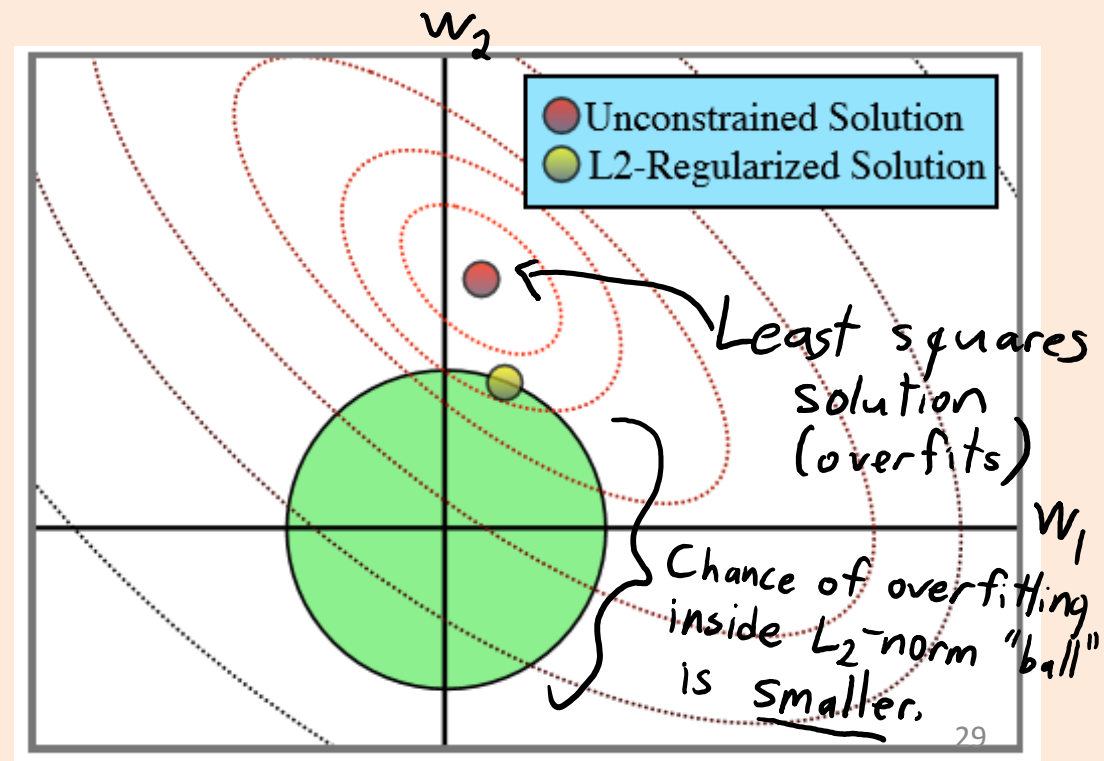 W₂
Unconstrained Solution
L2-Regularized Solution
Least squares
solution
(overfits)
W₁
Chance of overfitting
inside L₂-norm "ball"
is smaller.
29